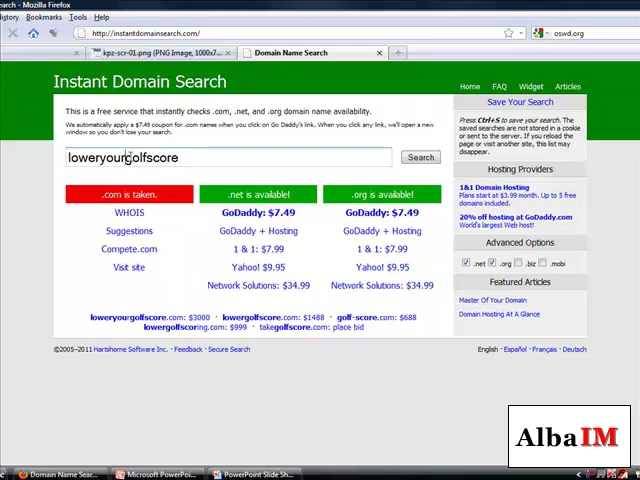 earch - Mozilla Firefox
History Bookmarks Tools Help
http://instantdomainsearch.com/
oswd.org
kpz-scr-01.png (PNG Image, 1000x7...
Domain Name Search
Instant Domain Search
Home FAQ Widget Articles
This is a free service that instantly checks .com, .net, and .org domain name availability.
We automatically apply a $7.49 coupon for .com names when you click on Go Daddy's link. When you click any link, we'll open a new
window so you don't lose your search.
loweryourgolfscore
Search
.com is taken. .net is available! .org is available!
WHOIS GoDaddy: $7.49 GoDaddy: $7.49
Suggestions GoDaddy + Hosting GoDaddy + Hosting
Compete.com 1 & 1: $7.99 1 & 1: $7.99
Visit site Yahoo! $9.95 Yahoo! $9.95
Network Solutions: $34.99 Network Solutions: $34.99
loweryourgolfscore.com: $3000 · lowergolfscore.com: $1488 · golf-score.com: $688
lowergolfscoring.com: $999 · takegolfscore.com: place bid
Save Your Search
Press Ctrl+S to save your search. The
saved searches are not stored in a cookie
or sent to the server. If you reload the
page or visit another site, this list may
disappear.
Hosting Providers
1&1 Domain Hosting
Plans start at $3.99 month. Up to 5 free
domains included.
20% off hosting at GoDaddy.com
World's largest Web host!
Advanced Options
.net .org .biz .mobi
Featured Articles
Master Of Your Domain
Domain Hosting At A Glance
©2005–2011 Hartshorne Software Inc. · Feedback · Secure Search
English · Español · Français · Deutsch
AlbaIM
Domain Name Sear...
Microsoft PowerPoi...
PowerPoint Slide Sh...